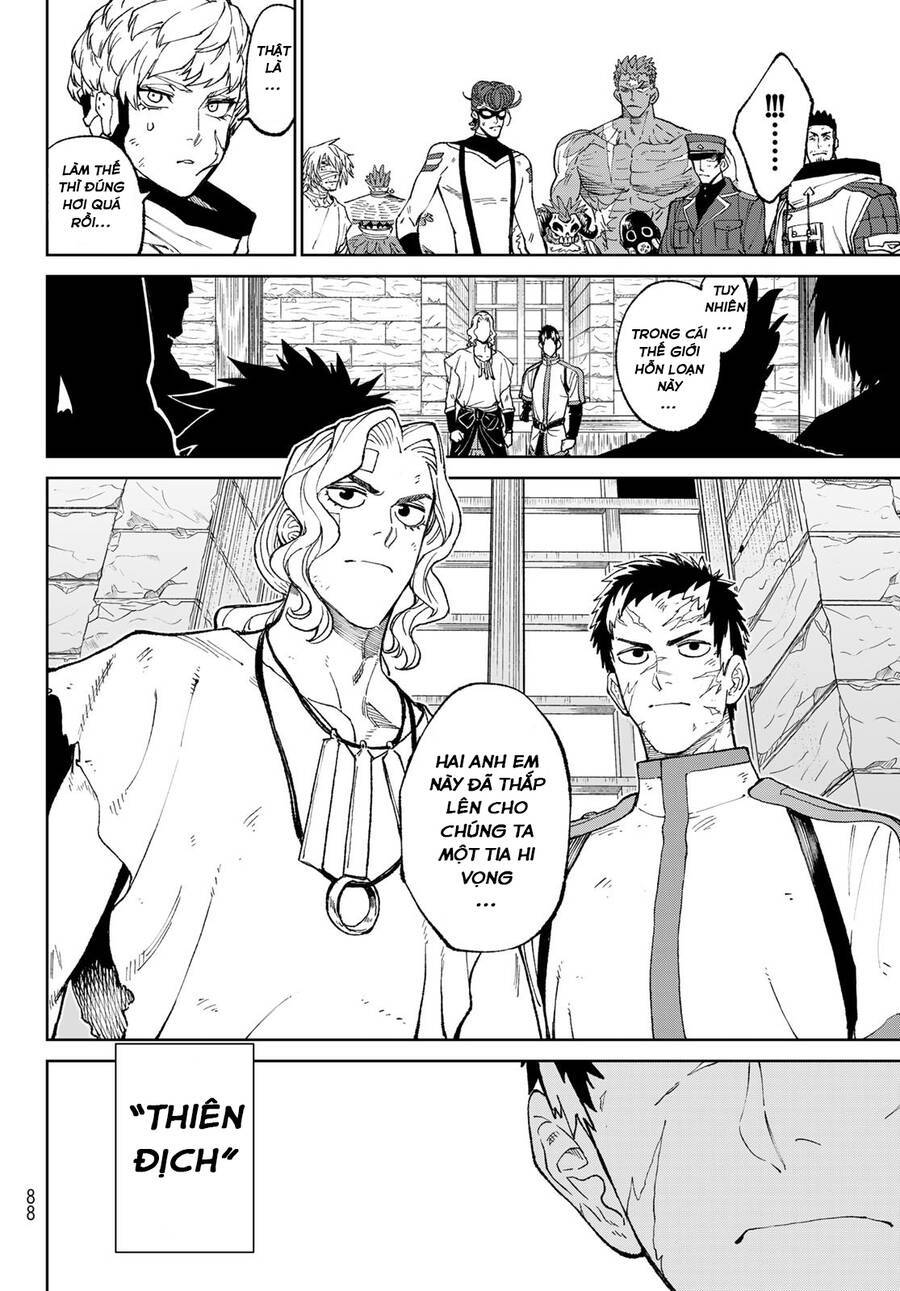 !!!......
THẬT
LÀ
...
LÀM THẾ
THÌ ĐÚNG
HƠI QUÁ
RỒI...
TUY
NHIÊN
...
TRONG CÁI
THẾ GIỚI
HỖN LOẠN
NÀY
...
HAI ANH EM
NÀY ĐÃ THẮP
LÊN CHO
CHÚNG TA
MỘT TIA HI
VỌNG
...
"THIÊN
ĐỊCH"
88